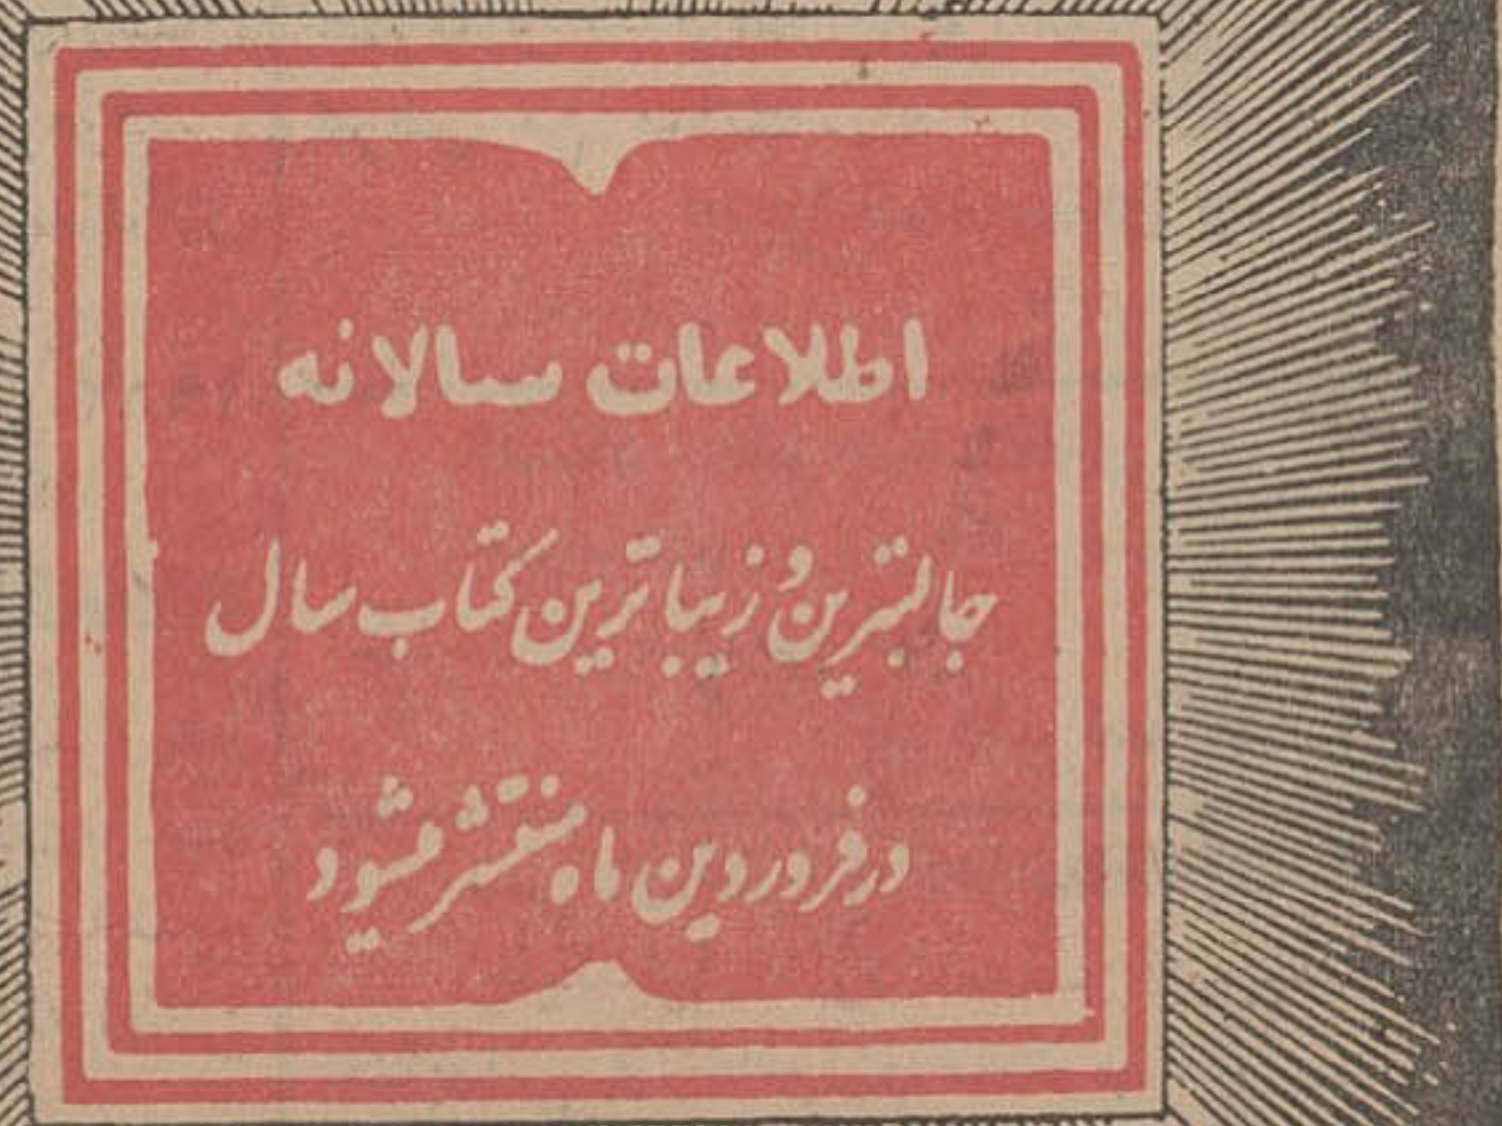 اطلاعات سالانه
جالبترین و زیباترین کتاب سال
در فروردین ماه منتشر میشود